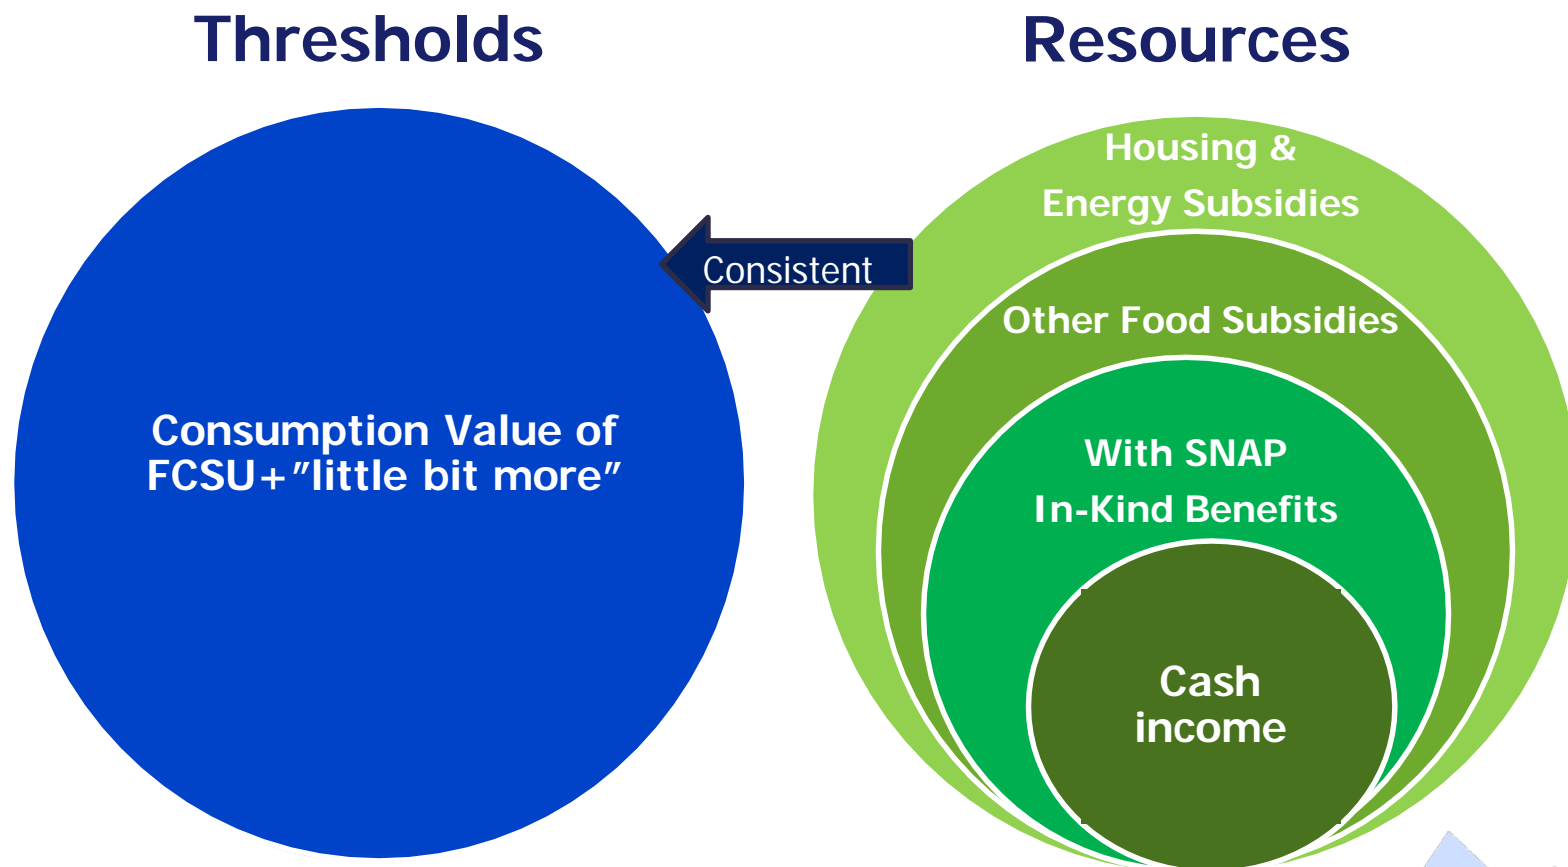 Thresholds
Resources
Consumption Value of
FCSU+”little bit more”
Consistent
Housing &
Energy Subsidies
Other Food Subsidies
With SNAP
In-Kind Benefits
Cash
income